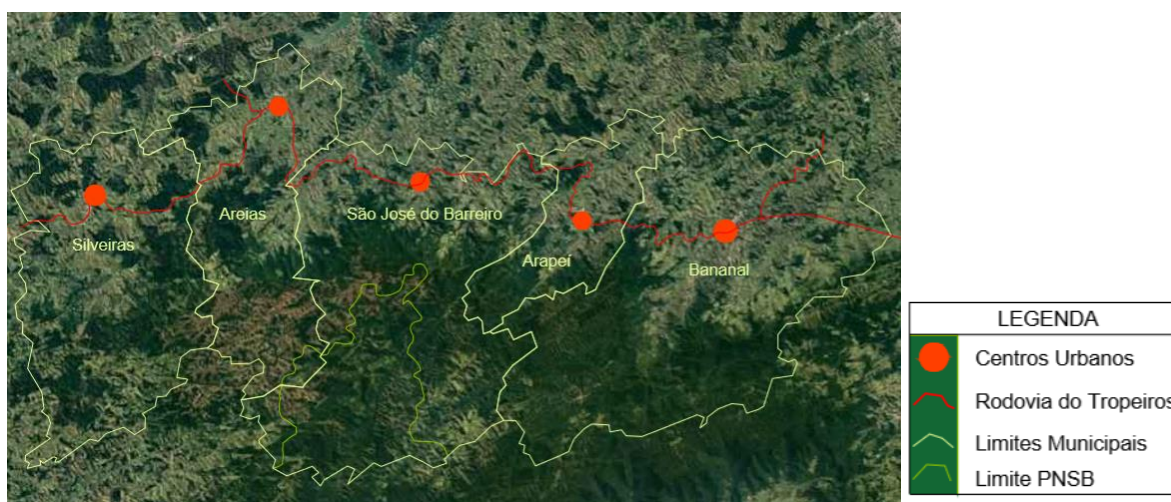 Areias
São José do Barreiro
Silveiras
Arapeí
Bananal
LEGENDA
Centros Urbanos
Rodovia do Tropeiros
Limites Municipais
Limite PNSB